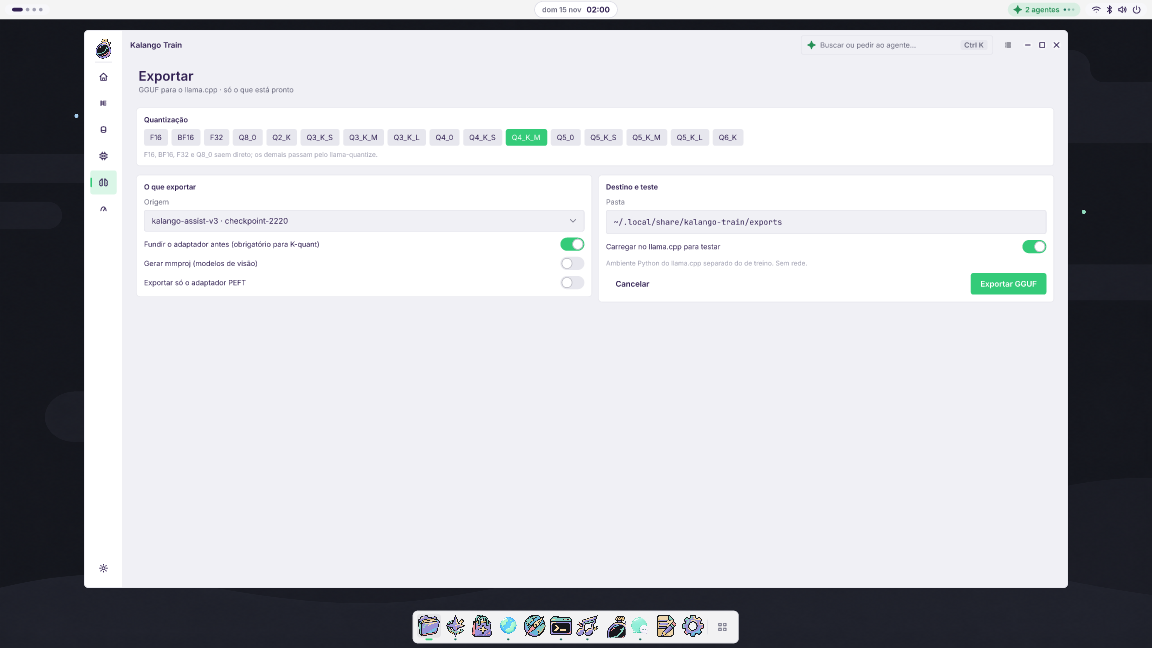 dom 15 nov 02:00
2 agentes
Kalango Train
Buscar ou pedir ao agente... Ctrl K
Exportar
GGUF para o llama.cpp · só o que está pronto
Quantização
F16 BF16 F32 Q8_0 Q2_K Q3_K_S Q3_K_M Q3_K_L Q4_0 Q4_K_S Q4_K_M Q5_0 Q5_K_S Q5_K_M Q5_K_L Q6_K
F16, BF16, F32 e Q8_0 saem direto; os demais passam pelo llama-quantize.
O que exportar
Origem
kalango-assist-v3 · checkpoint-2220
Fundir o adaptador antes (obrigatório para K-quant)
Gerar mmproj (modelos de visão)
Exportar só o adaptador PEFT
Destino e teste
Pasta
~/.local/share/kalango-train/exports
Carregar no llama.cpp para testar
Ambiente Python do llama.cpp separado do de treino. Sem rede.
Cancelar
Exportar GGUF